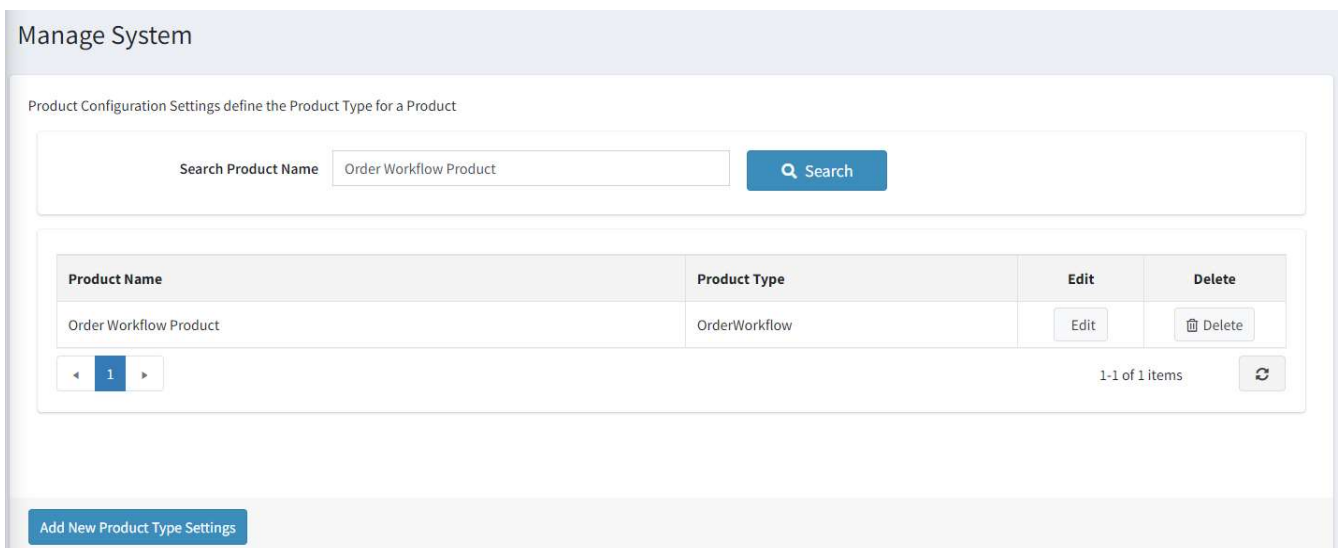 Manage System
Product Configuration Settings define the Product Type for a Product
Search Product Name Order Workflow Product Search
Product Name Product Type Edit Delete
Order Workflow Product OrderWorkflow Edit Delete
1 1-1 of 1 items
Add New Product Type Settings